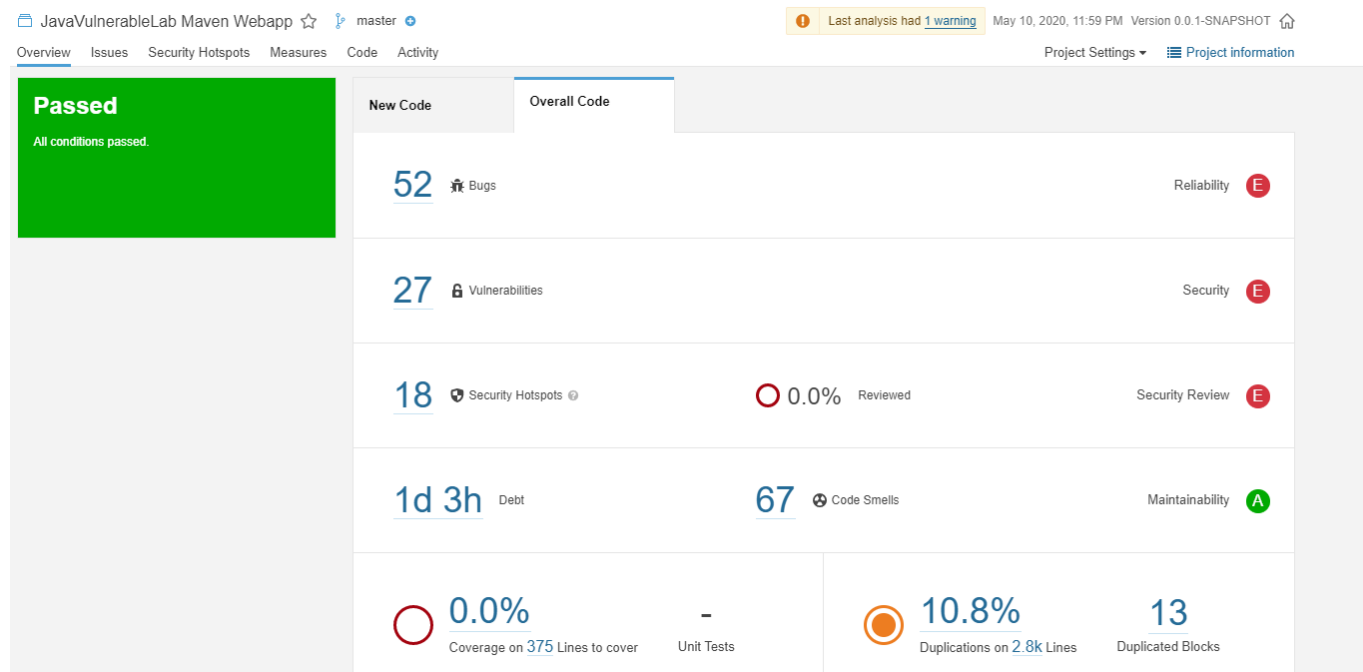 JavaVulnerableLab Maven Webapp master
Last analysis had 1 warning May 10, 2020, 11:59 PM Version 0.0.1-SNAPSHOT
Overview Issues Security Hotspots Measures Code Activity
Project Settings Project information
Passed
All conditions passed.
New Code Overall Code
52 Bugs Reliability E
27 Vulnerabilities Security E
18 Security Hotspots ? 0.0% Reviewed Security Review E
1d 3h Debt 67 Code Smells Maintainability A
0.0% - 10.8% 13
Coverage on 375 Lines to cover Unit Tests Duplications on 2.8k Lines Duplicated Blocks